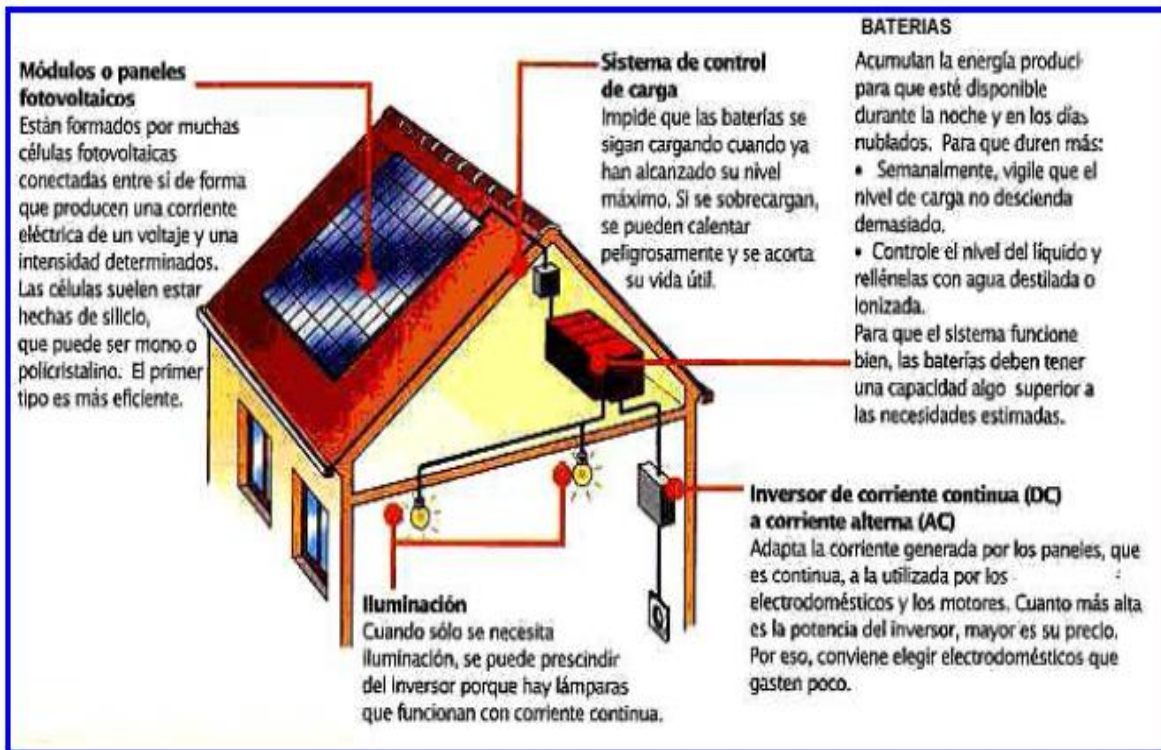 Módulos o paneles
fotovoltaicos
Están formados por muchas
células fotovoltaicas
conectadas entre sí de forma
que producen una corriente
eléctrica de un voltaje y una
intensidad determinados.
Las células suelen estar
hechas de silicio,
que puede ser mono o
policristalino. El primer
tipo es más eficiente.
Sistema de control
de carga
Impide que las baterías se
sigan cargando cuando ya
han alcanzado su nivel
máximo. Si se sobrecargan,
se pueden calentar
peligrosamente y se acorta
su vida útil.
BATERIAS
Acumulan la energía produci
para que esté disponible
durante la noche y en los días
nublados. Para que duren más:
• Semanalmente, vigile que el
nivel de carga no descienda
demasiado.
• Controle el nivel del líquido y
rellénelas con agua destilada o
ionizada.
Para que el sistema funcione
bien, las baterías deben tener
una capacidad algo superior a
las necesidades estimadas.
Inversor de corriente continua (DC)
a corriente alterna (AC)
Adapta la corriente generada por los paneles, que
es continua, a la utilizada por los
electrodomésticos y los motores. Cuanto más alta
es la potencia del inversor, mayor es su precio.
Por eso, conviene elegir electrodomésticos que
gasten poco.
Iluminación
Cuando sólo se necesita
iluminación, se puede prescindir
del inversor porque hay lámparas
que funcionan con corriente continua.